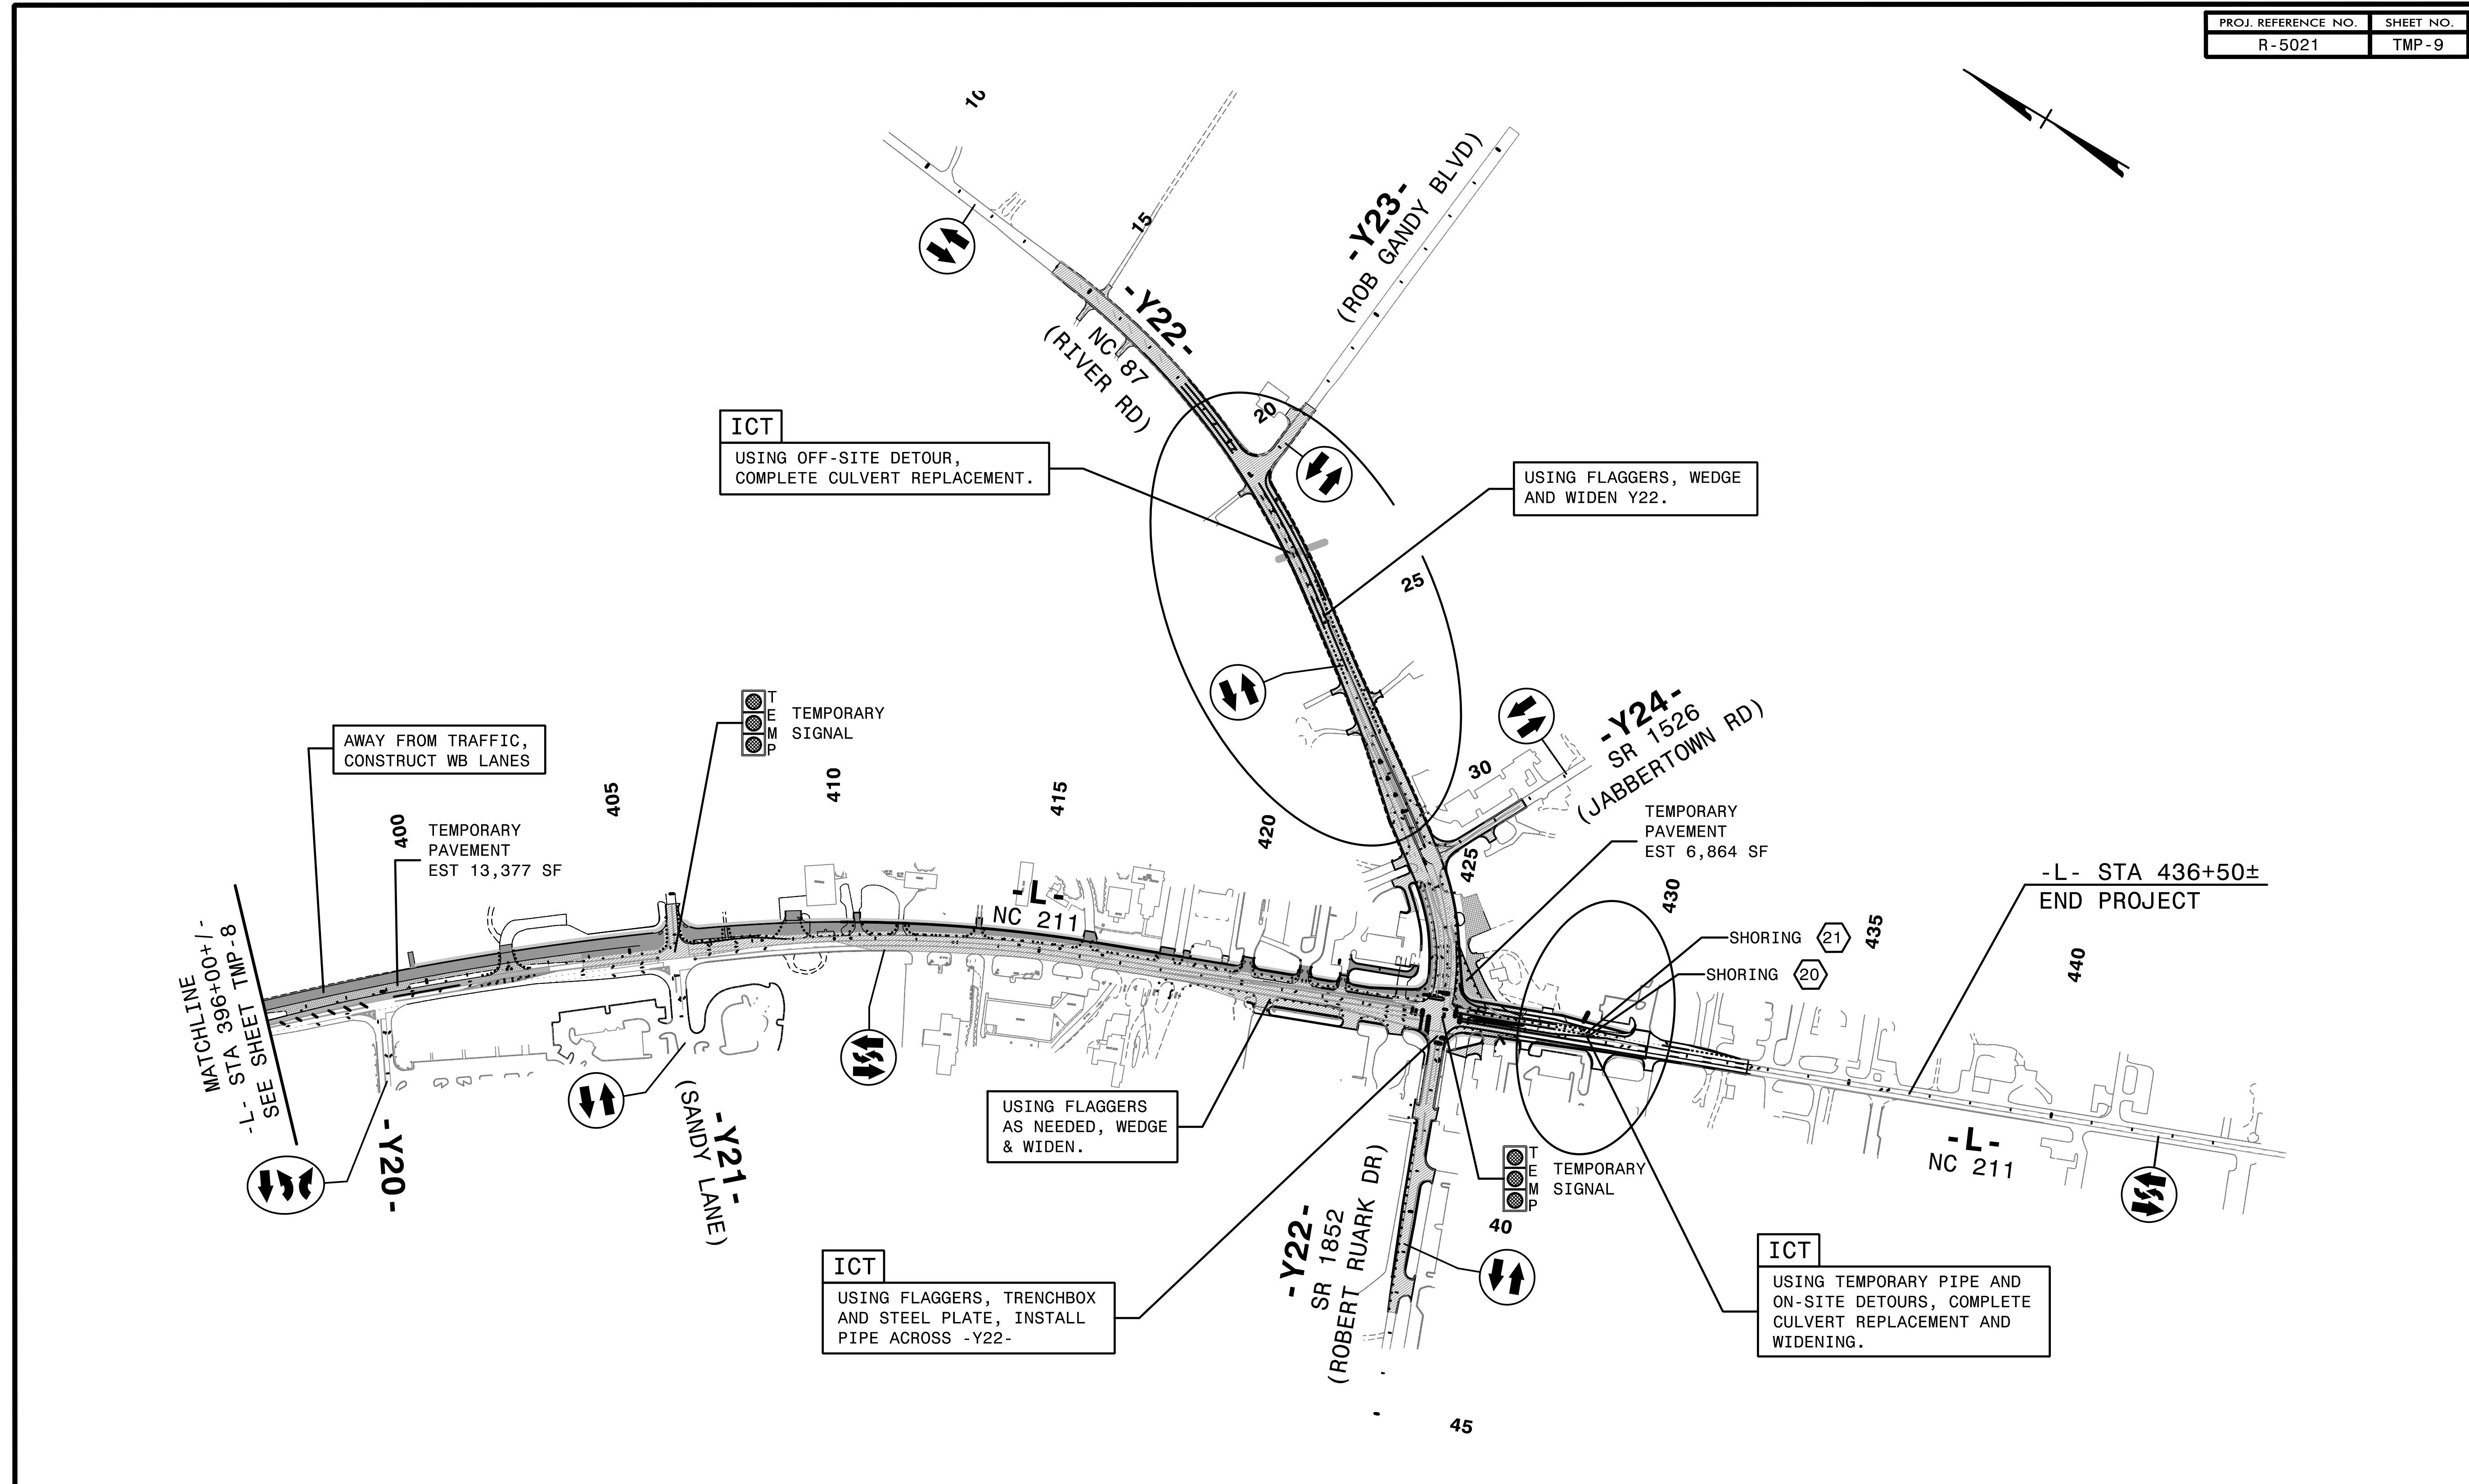 PROJ. REFERENCE NO.
SHEET NO.
R-5021
TMP-9
10
15
-Y22-
NC 87
(RIVER RD)
-Y23-
(ROB GANDY BLVD)
20
ICT
USING OFF-SITE DETOUR,
COMPLETE CULVERT REPLACEMENT.
USING FLAGGERS, WEDGE
AND WIDEN Y22.
25
30
-Y24-
SR 1526
(JABBERTOWN RD)
AWAY FROM TRAFFIC,
CONSTRUCT WB LANES
TEMP
TEMPORARY
SIGNAL
400
405
410
415
420
425
430
435
440
TEMPORARY
PAVEMENT
EST 13,377 SF
TEMPORARY
PAVEMENT
EST 6,864 SF
-L-
NC 211
-L- STA 436+50±
END PROJECT
SHORING 21
SHORING 20
MATCHLINE
-L- STA 396+00+/-
SEE SHEET TMP-8
-Y20-
-Y21-
(SANDY LANE)
USING FLAGGERS
AS NEEDED, WEDGE
& WIDEN.
-L-
NC 211
TEMP
TEMPORARY
SIGNAL
-Y22-
SR 1852
(ROBERT RUARK DR)
40
45
ICT
USING FLAGGERS, TRENCHBOX
AND STEEL PLATE, INSTALL
PIPE ACROSS -Y22-
ICT
USING TEMPORARY PIPE AND
ON-SITE DETOURS, COMPLETE
CULVERT REPLACEMENT AND
WIDENING.